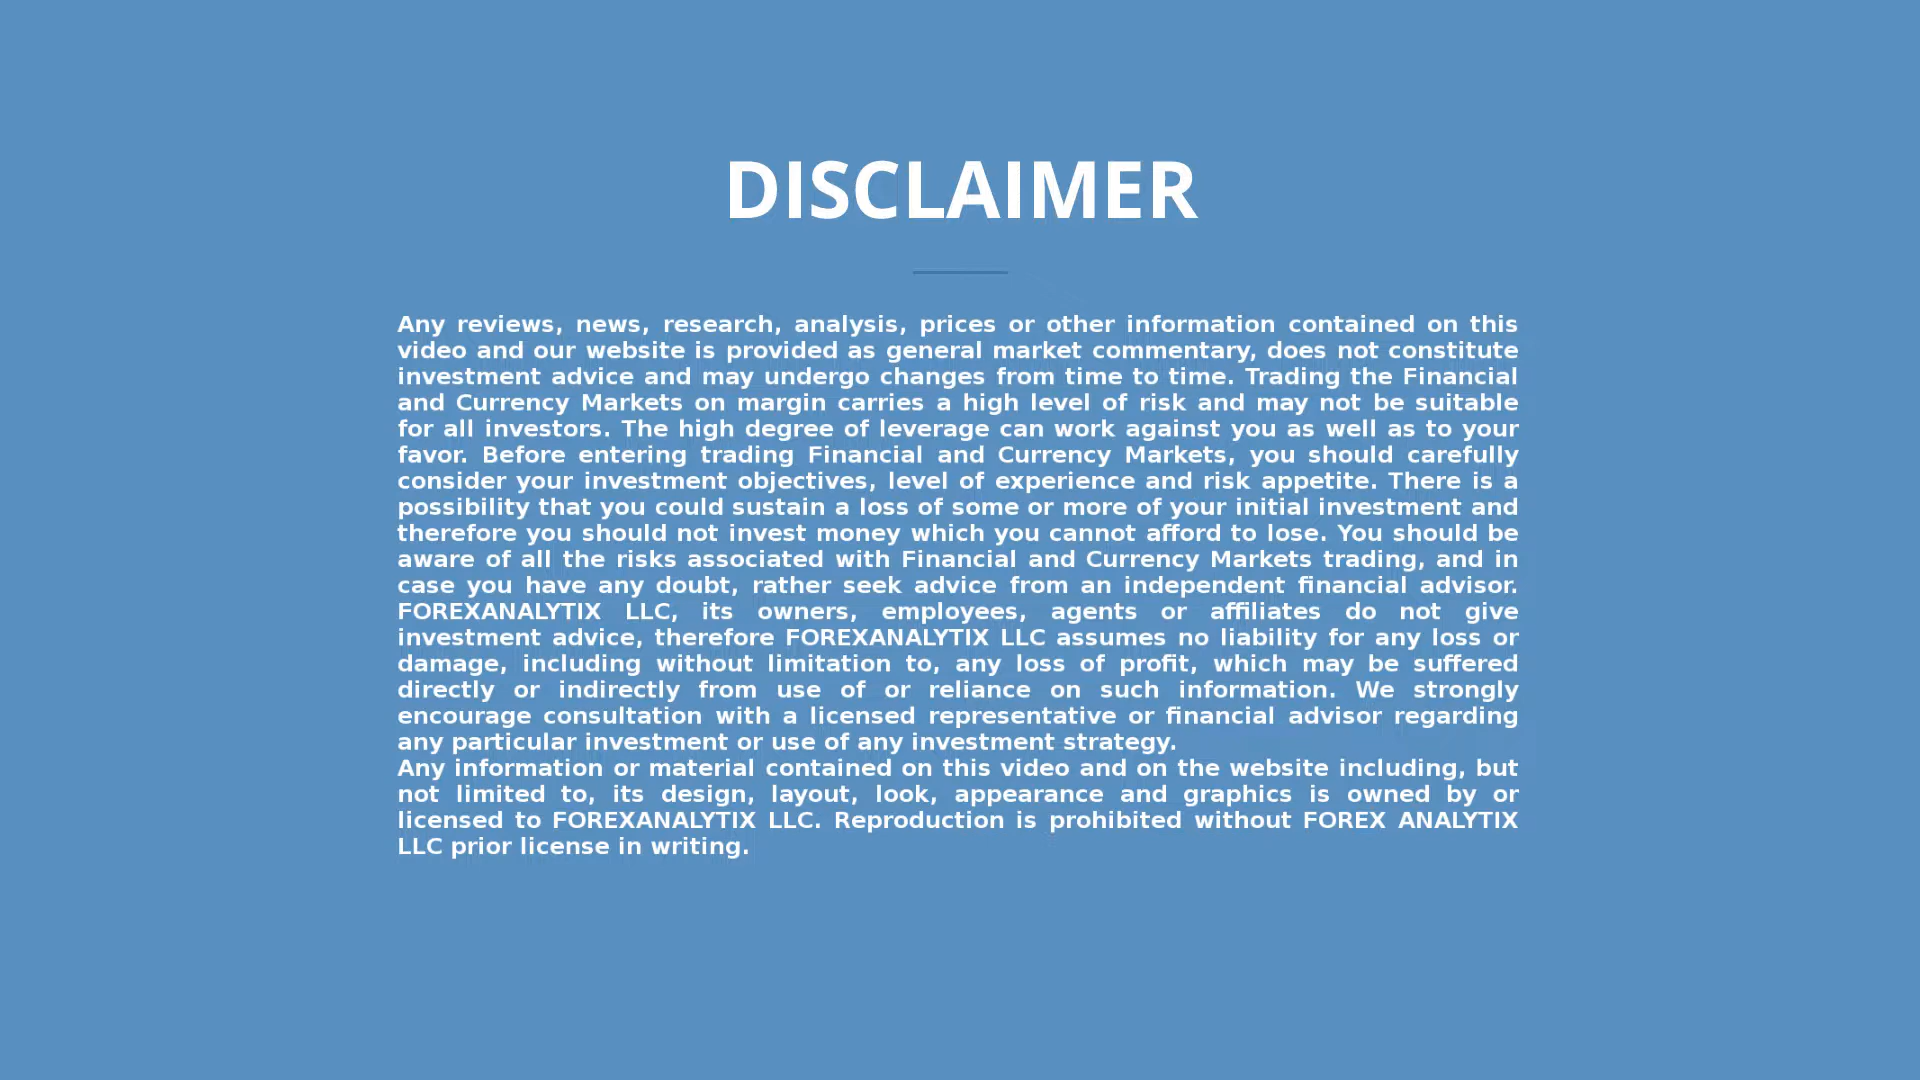 DISCLAIMER
Any reviews, news, research, analysis, prices or other information contained on this
video and our website is provided as general market commentary, does not constitute
investment advice and may undergo changes from time to time. Trading the Financial
and Currency Markets on margin carries a high level of risk and may not be suitable
for all investors. The high degree of leverage can work against you as well as to your
favor. Before entering trading Financial and Currency Markets, you should carefully
consider your investment objectives, level of experience and risk appetite. There is a
possibility that you could sustain a loss of some or more of your initial investment and
therefore you should not invest money which you cannot afford to lose. You should be
aware of all the risks associated with Financial and Currency Markets trading, and in
case you have any doubt, rather seek advice from an independent financial advisor.
FOREXANALYTIX LLC, its owners, employees, agents or affiliates do not give
investment advice, therefore FOREXANALYTIX LLC assumes no liability for any loss or
damage, including without limitation to, any loss of profit, which may be suffered
directly or indirectly from use of or reliance on such information. We strongly
encourage consultation with a licensed representative or financial advisor regarding
any particular investment or use of any investment strategy.
Any information or material contained on this video and on the website including, but
not limited to, its design, layout, look, appearance and graphics is owned by or
licensed to FOREXANALYTIX LLC. Reproduction is prohibited without FOREX ANALYTIX
LLC prior license in writing.